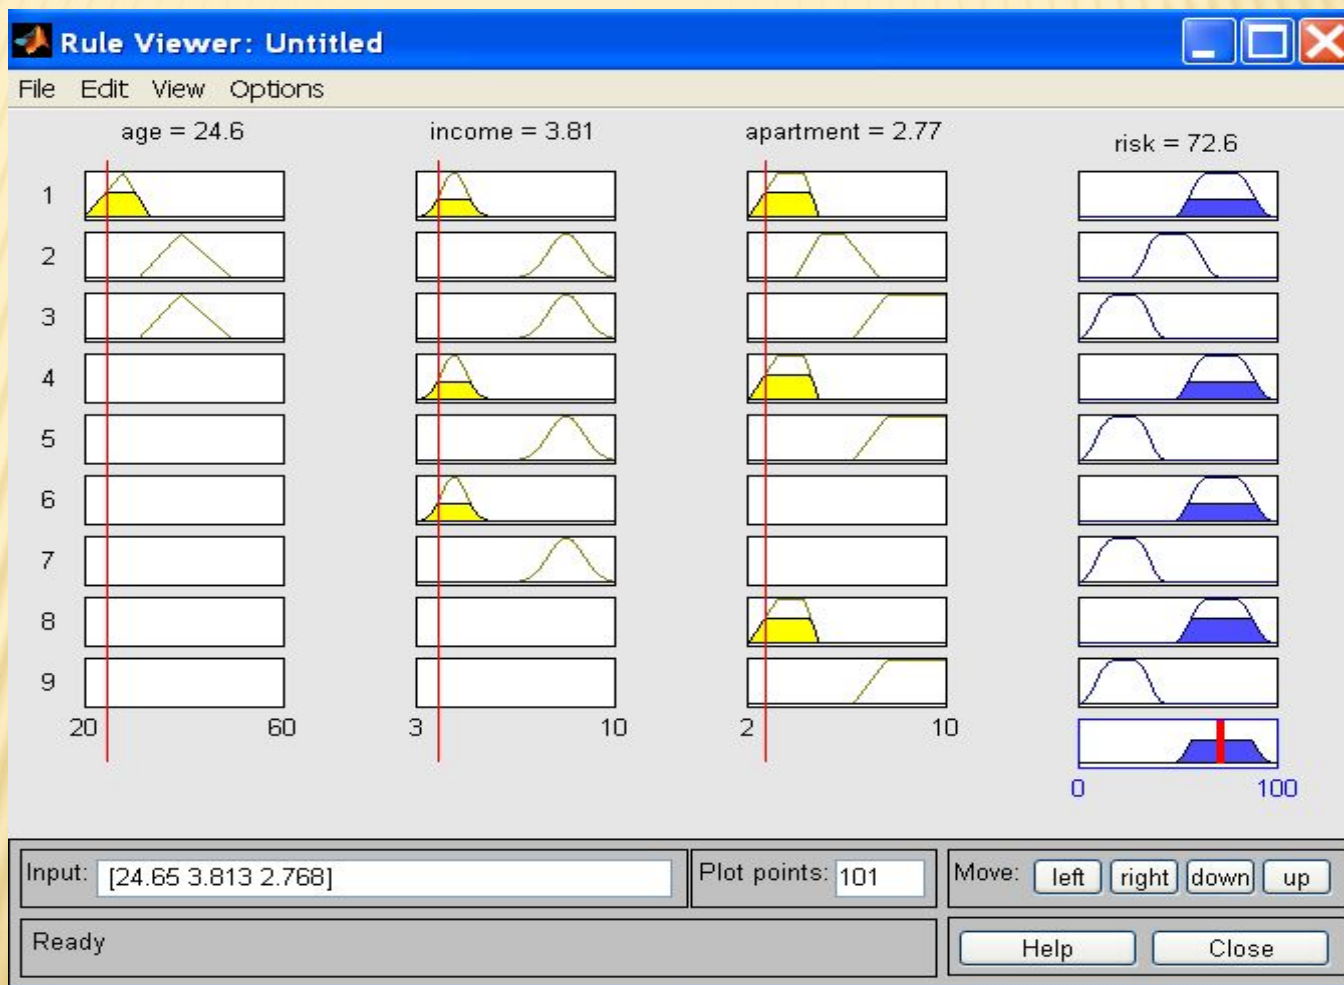 Rule Viewer: Untitled
File Edit View Options
age = 24.6 income = 3.81 apartment = 2.77 risk = 72.6
1
2
3
4
5
6
7
8
9
20 60 3 10 2 10
0 100
Input: [24.65 3.813 2.768] Plot points: 101 Move: left right down up
Ready Help Close